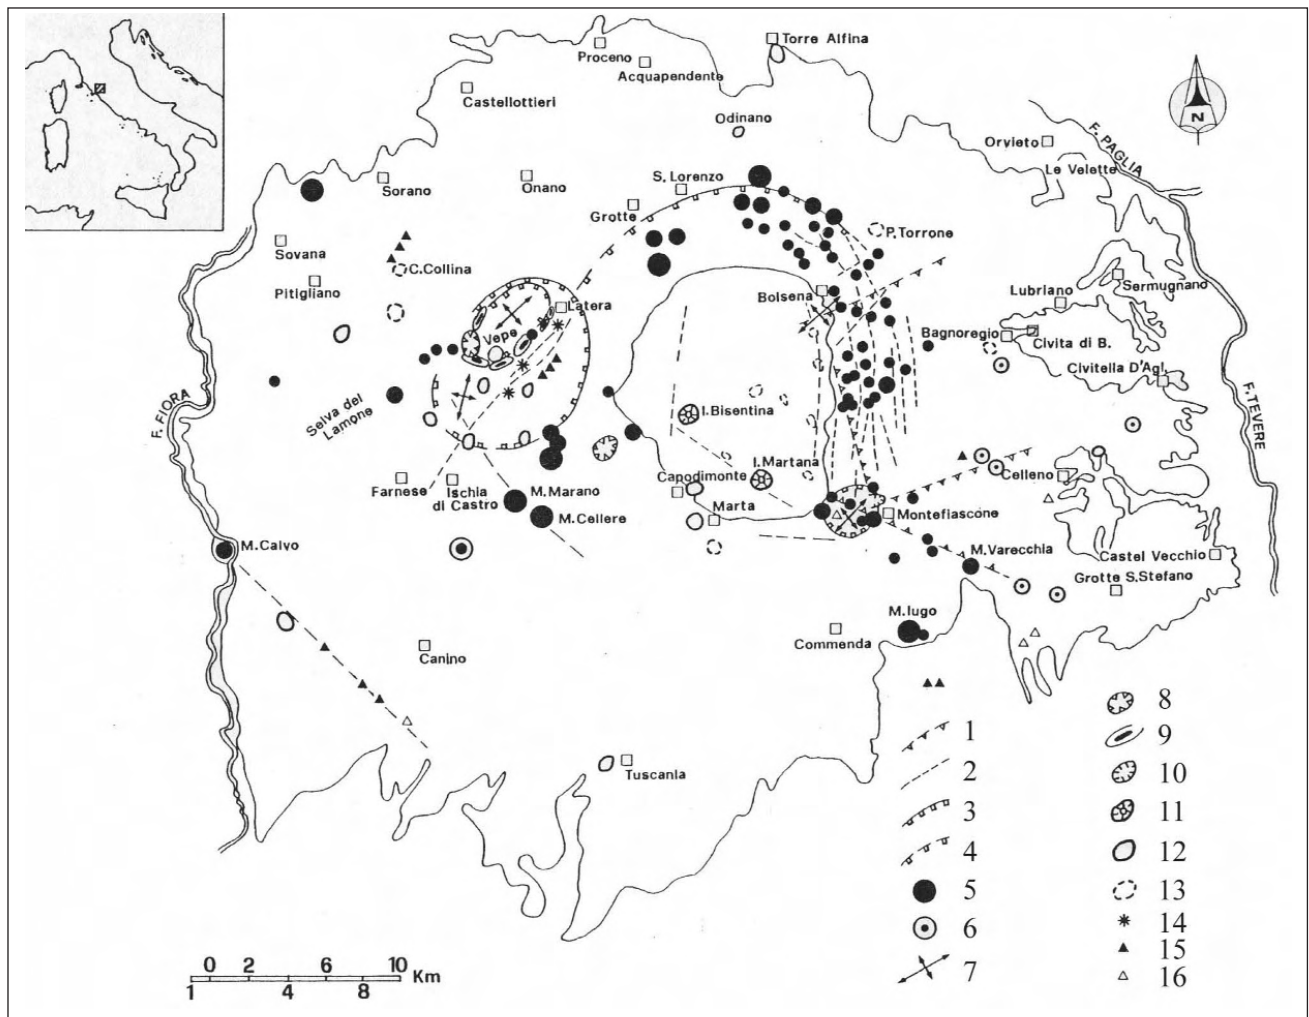 Torre Alfina
Proceno
Acquapendente
Castellottieri
Odinano
Orvieto
F. PAGLIA
N
Le Velette
S. Lorenzo
Sorano
Onano
Grotte
P. Torrone
Sovana
C. Collina
Pitigliano
Latera
Bolsena
Lubriano
Sermugnano
Vepe
Bagnoregio
Civita di B.
Civitella D'Agl.
F. FIORA
Selva del
Lamone
I. Bisentina
F. TEVERE
I. Martana
Capodimonte
Celleno
Farnese
Ischia
di Castro
M. Marano
M. Cellere
Marta
Montefiascone
M. Calvo
M. Varecchia
Castel Vecchio
Grotte S. Stefano
M. Iugo
Commenda
Canino
Tuscania
1
2
3
4
5
6
7
8
9
10
11
12
13
14
15
16
0 2 6 10
Km
1 4 8